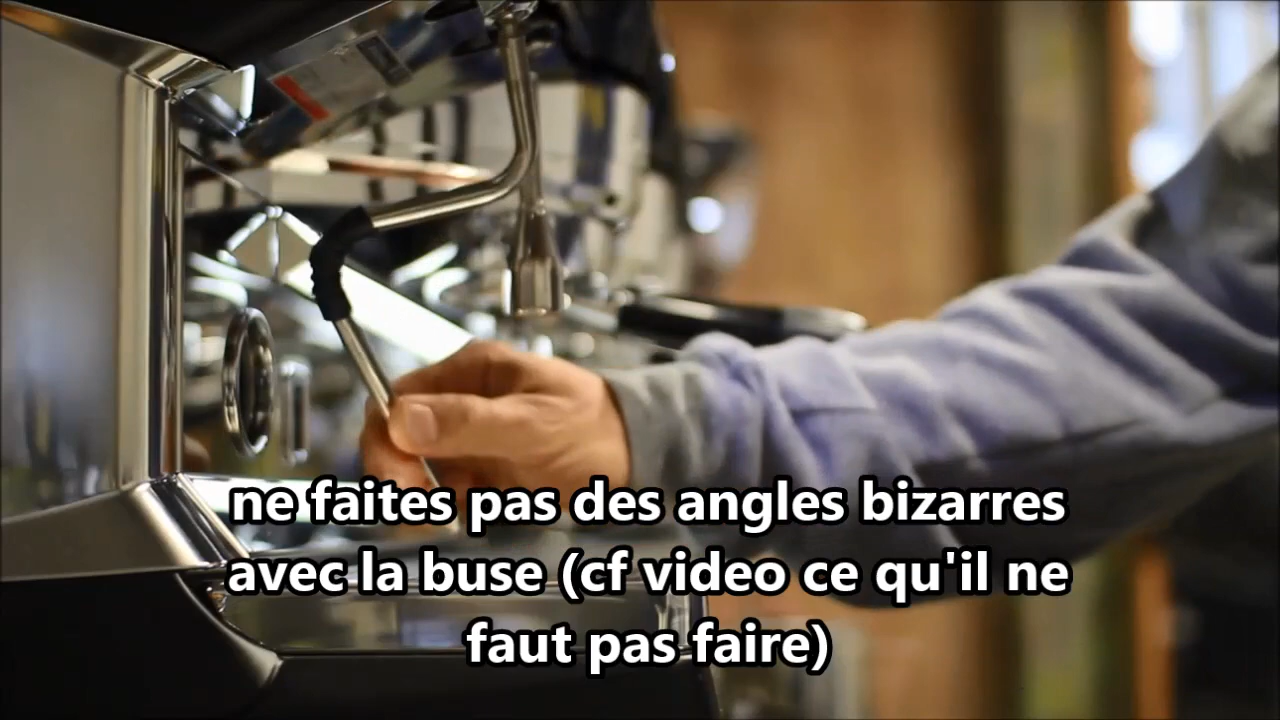 ne faites pas des angles bizarres
avec la buse (cf video ce qu'il ne
faut pas faire)